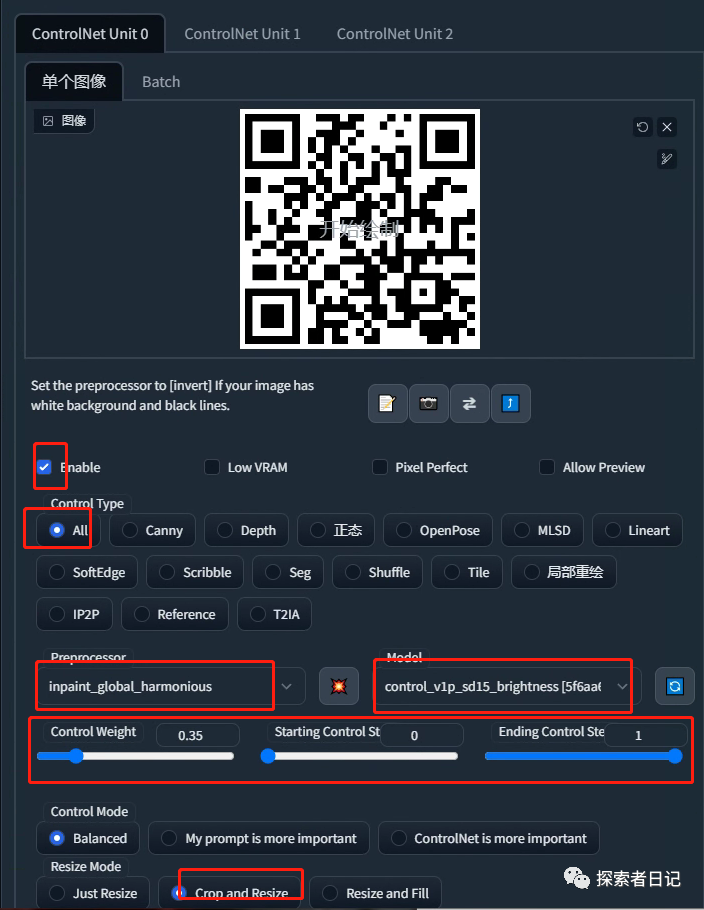 ControlNet Unit 0 ControlNet Unit 1 ControlNet Unit 2
单个图像 Batch
图像
开始绘制
Set the preprocessor to [invert] If your image has
white background and black lines.
Enable Low VRAM Pixel Perfect Allow Preview
Control Type
All Canny Depth 正态 OpenPose MLSD Lineart
SoftEdge Scribble Seg Shuffle Tile 局部重绘
IP2P Reference T2IA
Preprocessor Model
inpaint_global_harmonious control_v1p_sd15_brightness [5f6aa6
Control Weight 0.35 Starting Control St 0 Ending Control Ste 1
Control Mode
Balanced My prompt is more important ControlNet is more important
Resize Mode
Just Resize Crop and Resize Resize and Fill
探索者日记